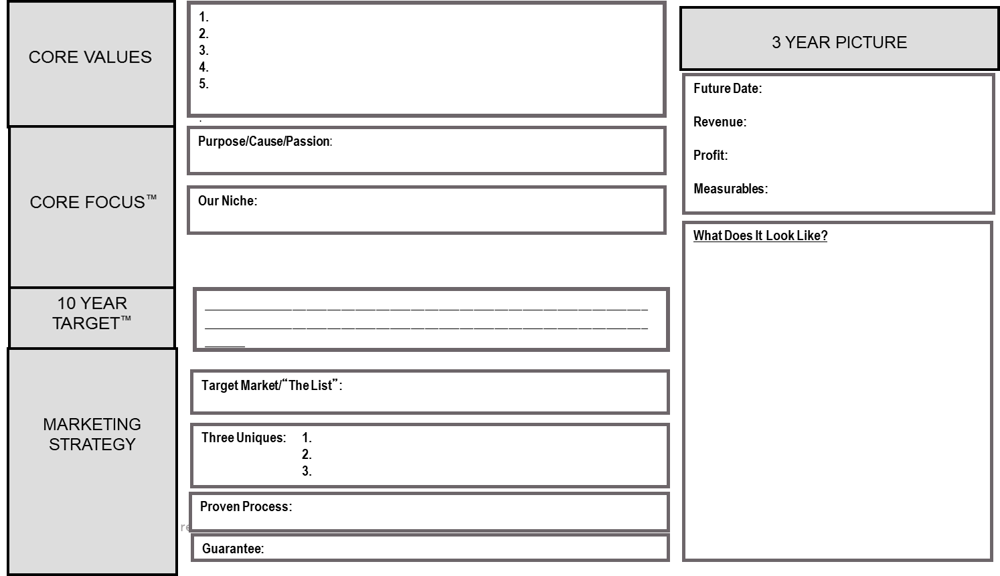 CORE VALUES
1.
2.
3.
4.
5.
.
CORE FOCUS™
Purpose/Cause/Passion:
Our Niche:
10 YEAR
TARGET™
MARKETING
STRATEGY
Target Market/“The List”:
Three Uniques: 1.
2.
3.
Proven Process:
re
Guarantee:
3 YEAR PICTURE
Future Date:
Revenue:
Profit:
Measurables:
What Does It Look Like?